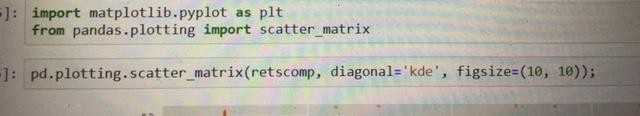 ]: import matplotlib.pyplot as plt
from pandas.plotting import scatter_matrix
]: pd.plotting.scatter_matrix(retscomp, diagonal='kde', figsize=(10, 10));